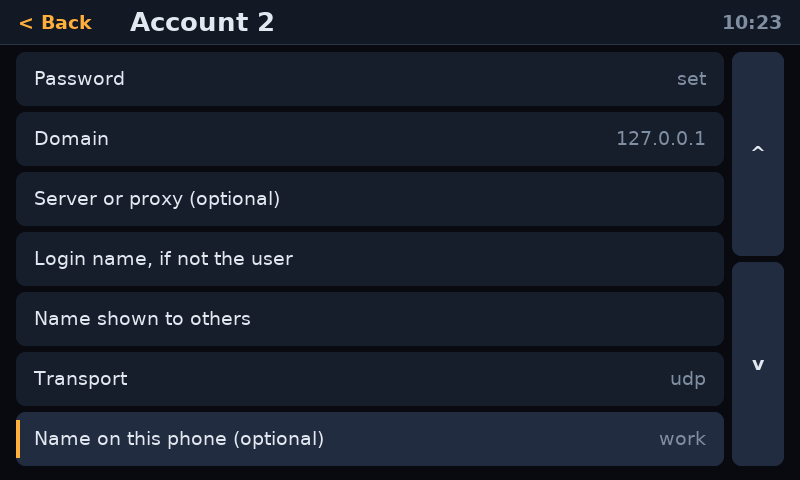 < Back Account 2 10:23
Password set
Domain 127.0.0.1
Server or proxy (optional)
^
Login name, if not the user
Name shown to others
Transport udp
v
Name on this phone (optional) work